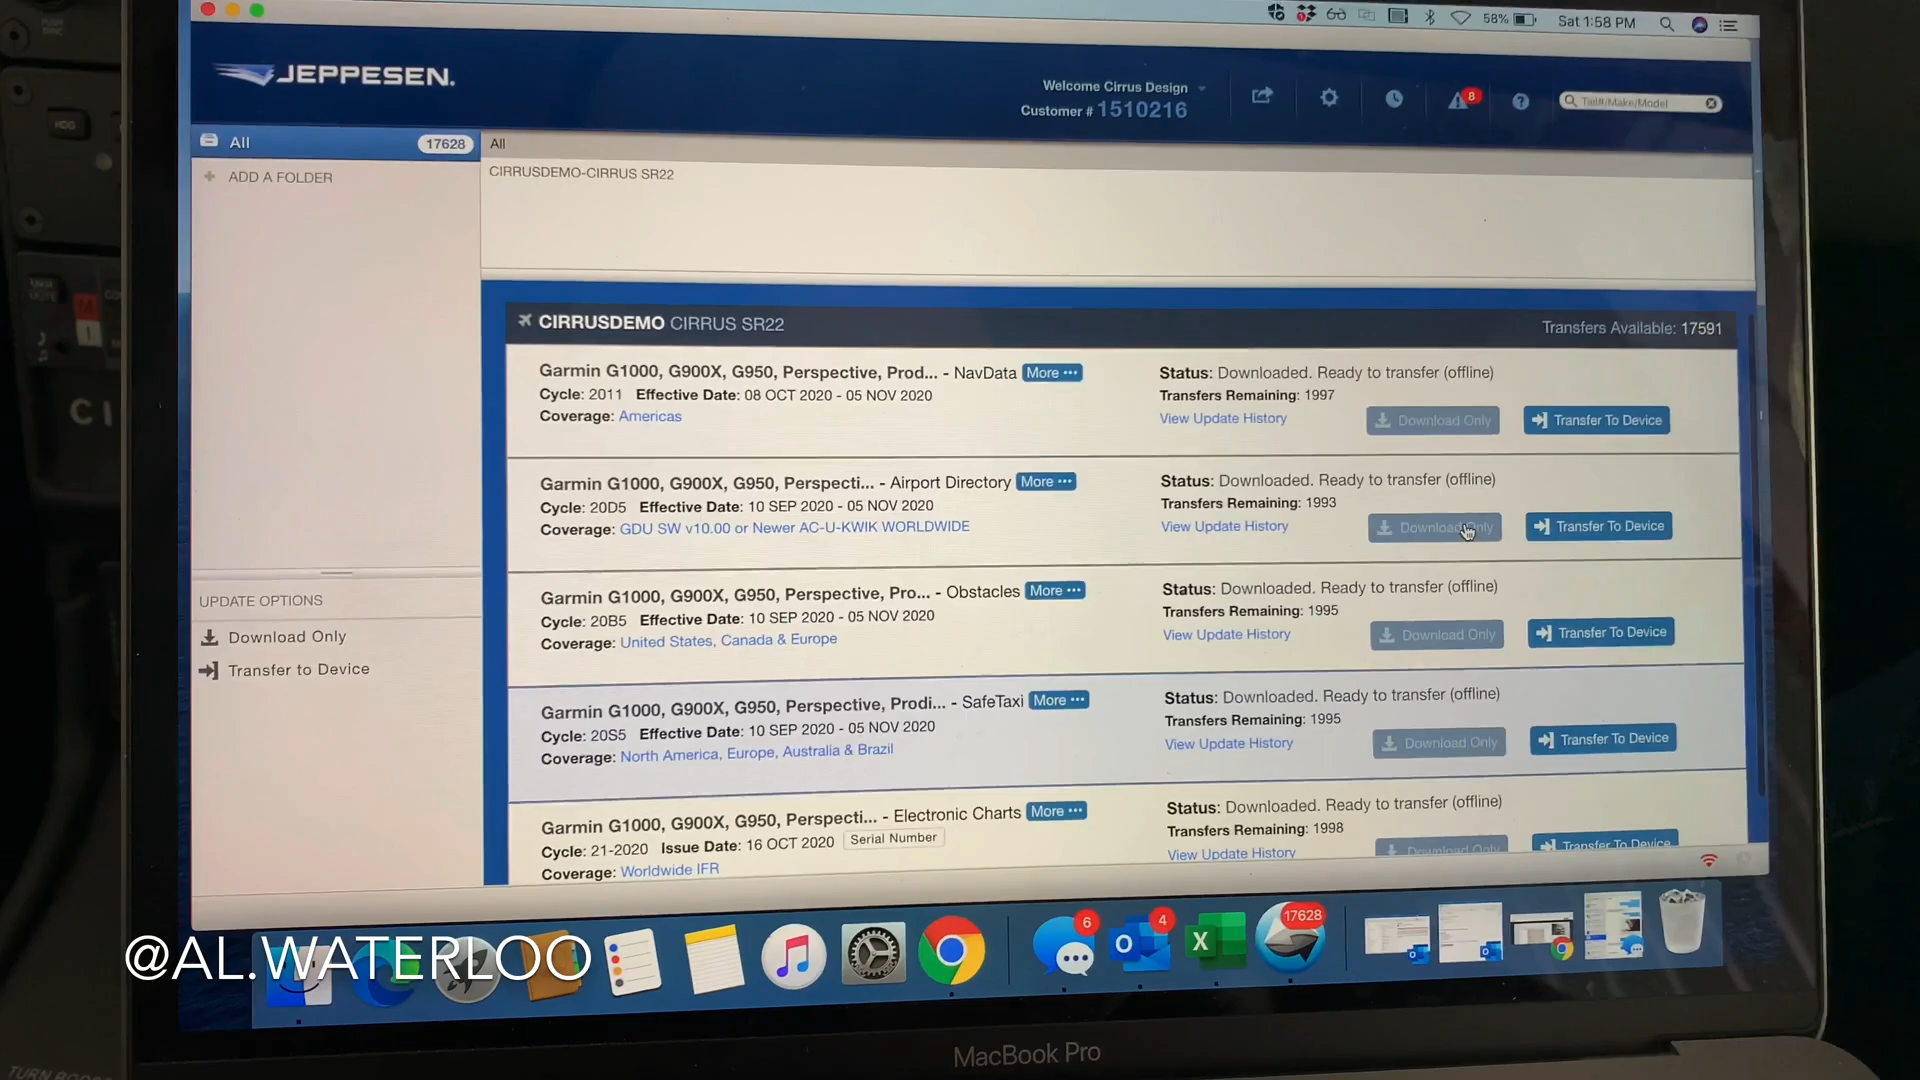 58% Sat 1:58 PM
JEPPESEN.
Welcome Cirrus Design
Customer # 1510216
8
Tail#/Make/Model
All 17628
All
ADD A FOLDER
CIRRUSDEMO-CIRRUS SR22
CIRRUSDEMO CIRRUS SR22
Transfers Available: 17591
Garmin G1000, G900X, G950, Perspective, Prod... - NavData More •••
Cycle: 2011 Effective Date: 08 OCT 2020 - 05 NOV 2020
Coverage: Americas
Status: Downloaded. Ready to transfer (offline)
Transfers Remaining: 1997
View Update History Download Only Transfer To Device
Garmin G1000, G900X, G950, Perspecti... - Airport Directory More •••
Cycle: 20D5 Effective Date: 10 SEP 2020 - 05 NOV 2020
Coverage: GDU SW v10.00 or Newer AC-U-KWIK WORLDWIDE
Status: Downloaded. Ready to transfer (offline)
Transfers Remaining: 1993
View Update History Download Only Transfer To Device
Garmin G1000, G900X, G950, Perspective, Pro... - Obstacles More •••
Cycle: 20B5 Effective Date: 10 SEP 2020 - 05 NOV 2020
Coverage: United States, Canada & Europe
Status: Downloaded. Ready to transfer (offline)
Transfers Remaining: 1995
View Update History Download Only Transfer To Device
Garmin G1000, G900X, G950, Perspective, Prodi... - SafeTaxi More •••
Cycle: 20S5 Effective Date: 10 SEP 2020 - 05 NOV 2020
Coverage: North America, Europe, Australia & Brazil
Status: Downloaded. Ready to transfer (offline)
Transfers Remaining: 1995
View Update History Download Only Transfer To Device
Garmin G1000, G900X, G950, Perspecti... - Electronic Charts More •••
Cycle: 21-2020 Issue Date: 16 OCT 2020 Serial Number
Coverage: Worldwide IFR
Status: Downloaded. Ready to transfer (offline)
Transfers Remaining: 1998
View Update History Download Only Transfer To Device
UPDATE OPTIONS
Download Only
Transfer to Device
6
4
17628
@AL.WATERLOO
MacBook Pro
HDG
CI